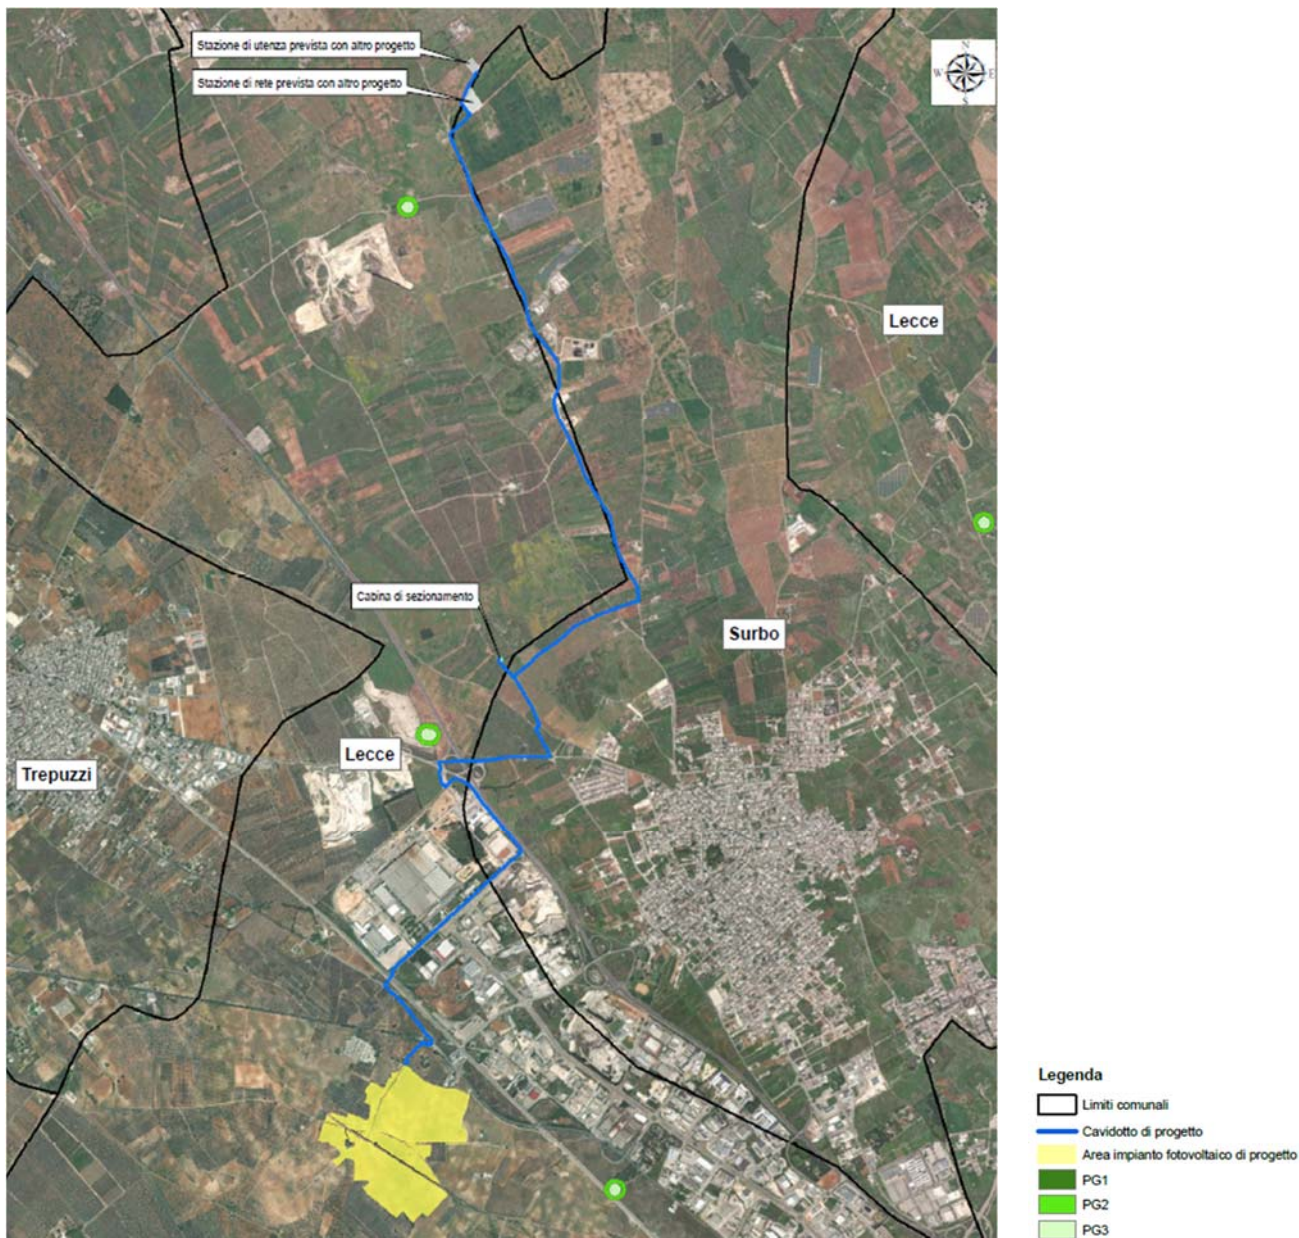 Stazione di utenza prevista con altro progetto
Stazione di rete prevista con altro progetto
N
W E
S
Lecce
Cabina di sezionamento
Surbo
Lecce
Trepuzzi
Legenda
Limiti comunali
Cavidotto di progetto
Area impianto fotovoltaico di progetto
PG1
PG2
PG3